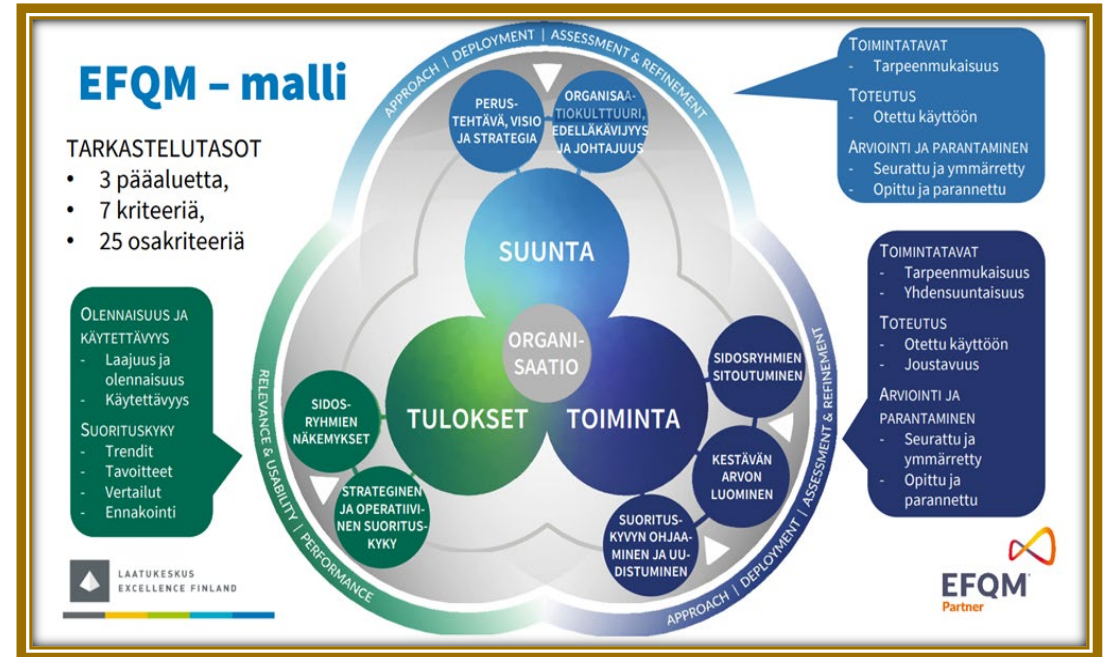 EFQM – malli
TARKASTELUTASOT
• 3 pääaluetta,
• 7 kriteeriä,
• 25 osakriteeriä
APPROACH | DEPLOYMENT | ASSESSMENT & REFINEMENT
PERUS-
TEHTÄVÄ, VISIO
JA STRATEGIA
ORGANISAA-
TIOKULTTUURI,
EDELLÄKÄVIJYYS
JA JOHTAJUUS
SUUNTA
ORGANI-
SAATIO
TULOKSET
TOIMINTA
SIDOS-
RYHMIEN
NÄKEMYKSET
STRATEGINEN
JA OPERATIIVI-
NEN SUORITUS-
KYKY
SIDOSRYHMIEN
SITOUTUMINEN
KESTÄVÄN
ARVON
LUOMINEN
SUORITUS-
KYVYN OHJAA-
MINEN JA UU-
DISTUMINEN
RELEVANCE & USABILITY | PERFORMANCE
APPROACH | DEPLOYMENT | ASSESSMENT & REFINEMENT
TOIMINTATAVAT
- Tarpeenmukaisuus
TOTEUTUS
- Otettu käyttöön
ARVIOINTI JA PARANTAMINEN
- Seurattu ja ymmärretty
- Opittu ja parannettu
TOIMINTATAVAT
- Tarpeenmukaisuus
- Yhdensuuntaisuus
TOTEUTUS
- Otettu käyttöön
- Joustavuus
ARVIOINTI JA
PARANTAMINEN
- Seurattu ja
ymmärretty
- Opittu ja
parannettu
OLENNAISUUS JA
KÄYTETTÄVYYS
- Laajuus ja
olennaisuus
- Käytettävyys
SUORITUSKYKY
- Trendit
- Tavoitteet
- Vertailut
- Ennakointi
LAATUKESKUS
EXCELLENCE FINLAND
EFQM
Partner